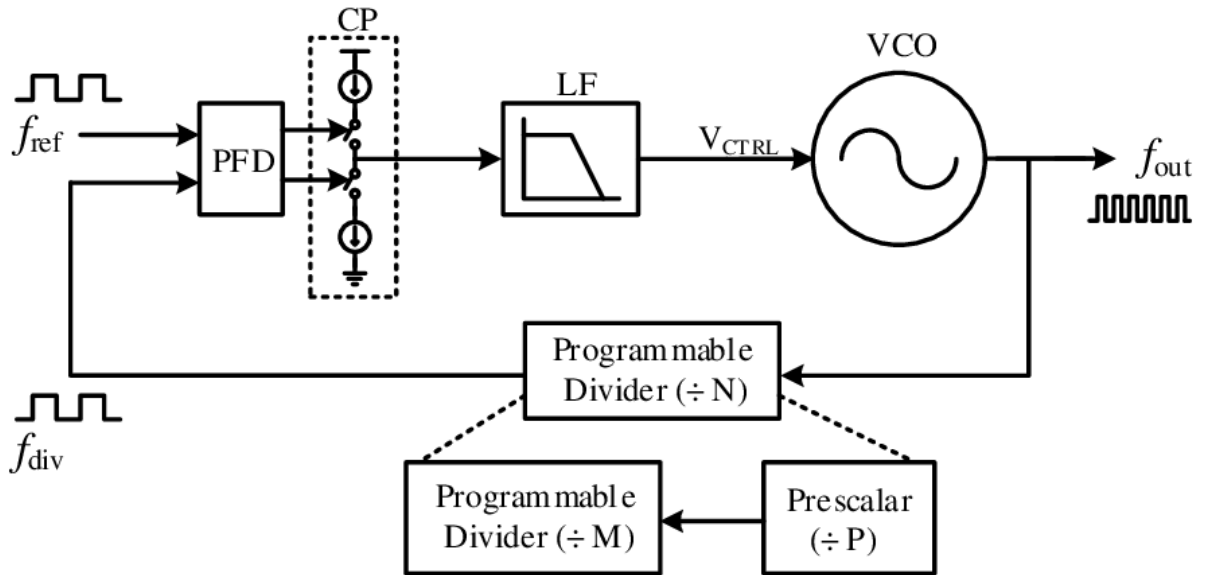 CP
VCO
LF
f_ref
PFD
V_CTRL
f_out
Programmable
Divider (÷ N)
f_div
Programmable
Divider (÷ M)
Prescalar
(÷ P)